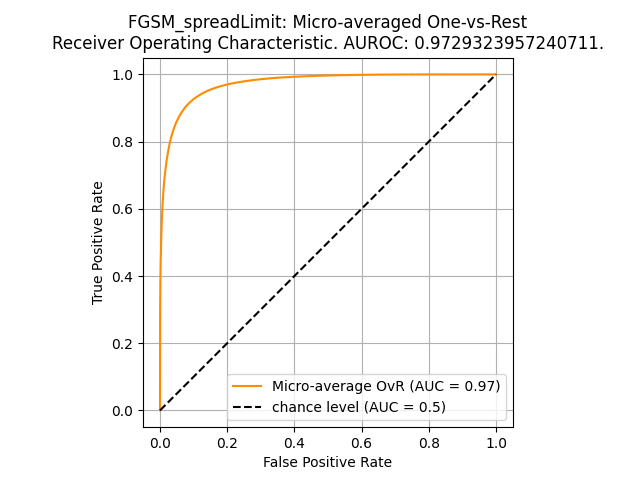 FGSM_spreadLimit: Micro-averaged One-vs-Rest
Receiver Operating Characteristic. AUROC: 0.9729323957240711.
1.0
0.8
0.6
0.4
0.2
0.0
True Positive Rate
Micro-average OvR (AUC = 0.97)
chance level (AUC = 0.5)
0.0 0.2 0.4 0.6 0.8 1.0
False Positive Rate